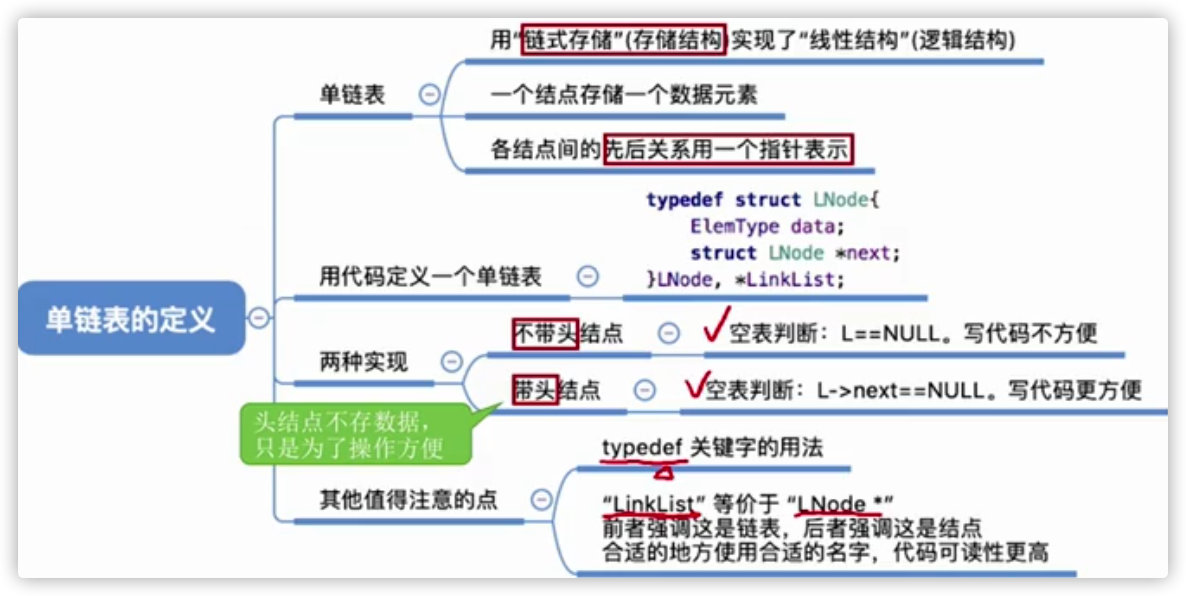 用“链式存储”(存储结构)实现了“线性结构”(逻辑结构)
单链表
一个结点存储一个数据元素
各结点间的先后关系用一个指针表示
typedef struct LNode{
ElemType data;
struct LNode *next;
}LNode, *LinkList;
用代码定义一个单链表
单链表的定义
不带头结点
空表判断：L==NULL。写代码不方便
两种实现
带头结点
空表判断：L->next==NULL。写代码更方便
头结点不存数据，
只是为了操作方便
typedef 关键字的用法
其他值得注意的点
“LinkList” 等价于 “LNode *”
前者强调这是链表，后者强调这是结点
合适的地方使用合适的名字，代码可读性更高